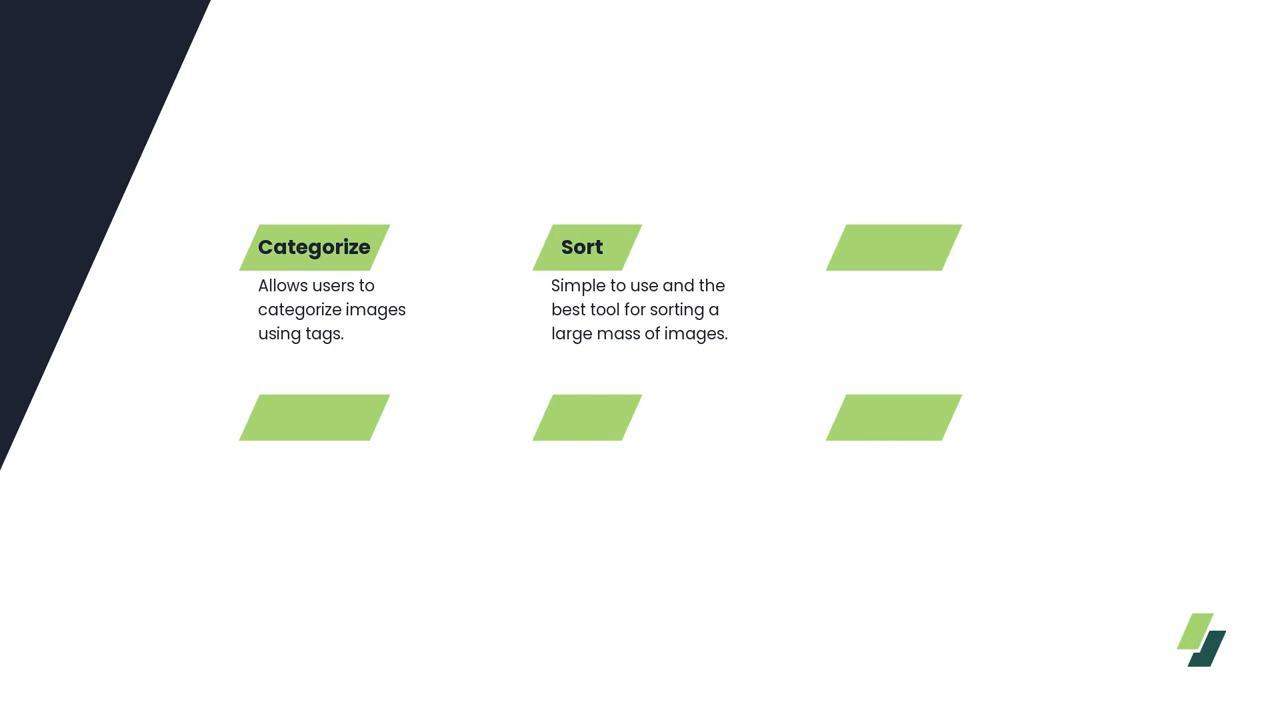 Categorize
Allows users to
categorize images
using tags.
Sort
Simple to use and the
best tool for sorting a
large mass of images.